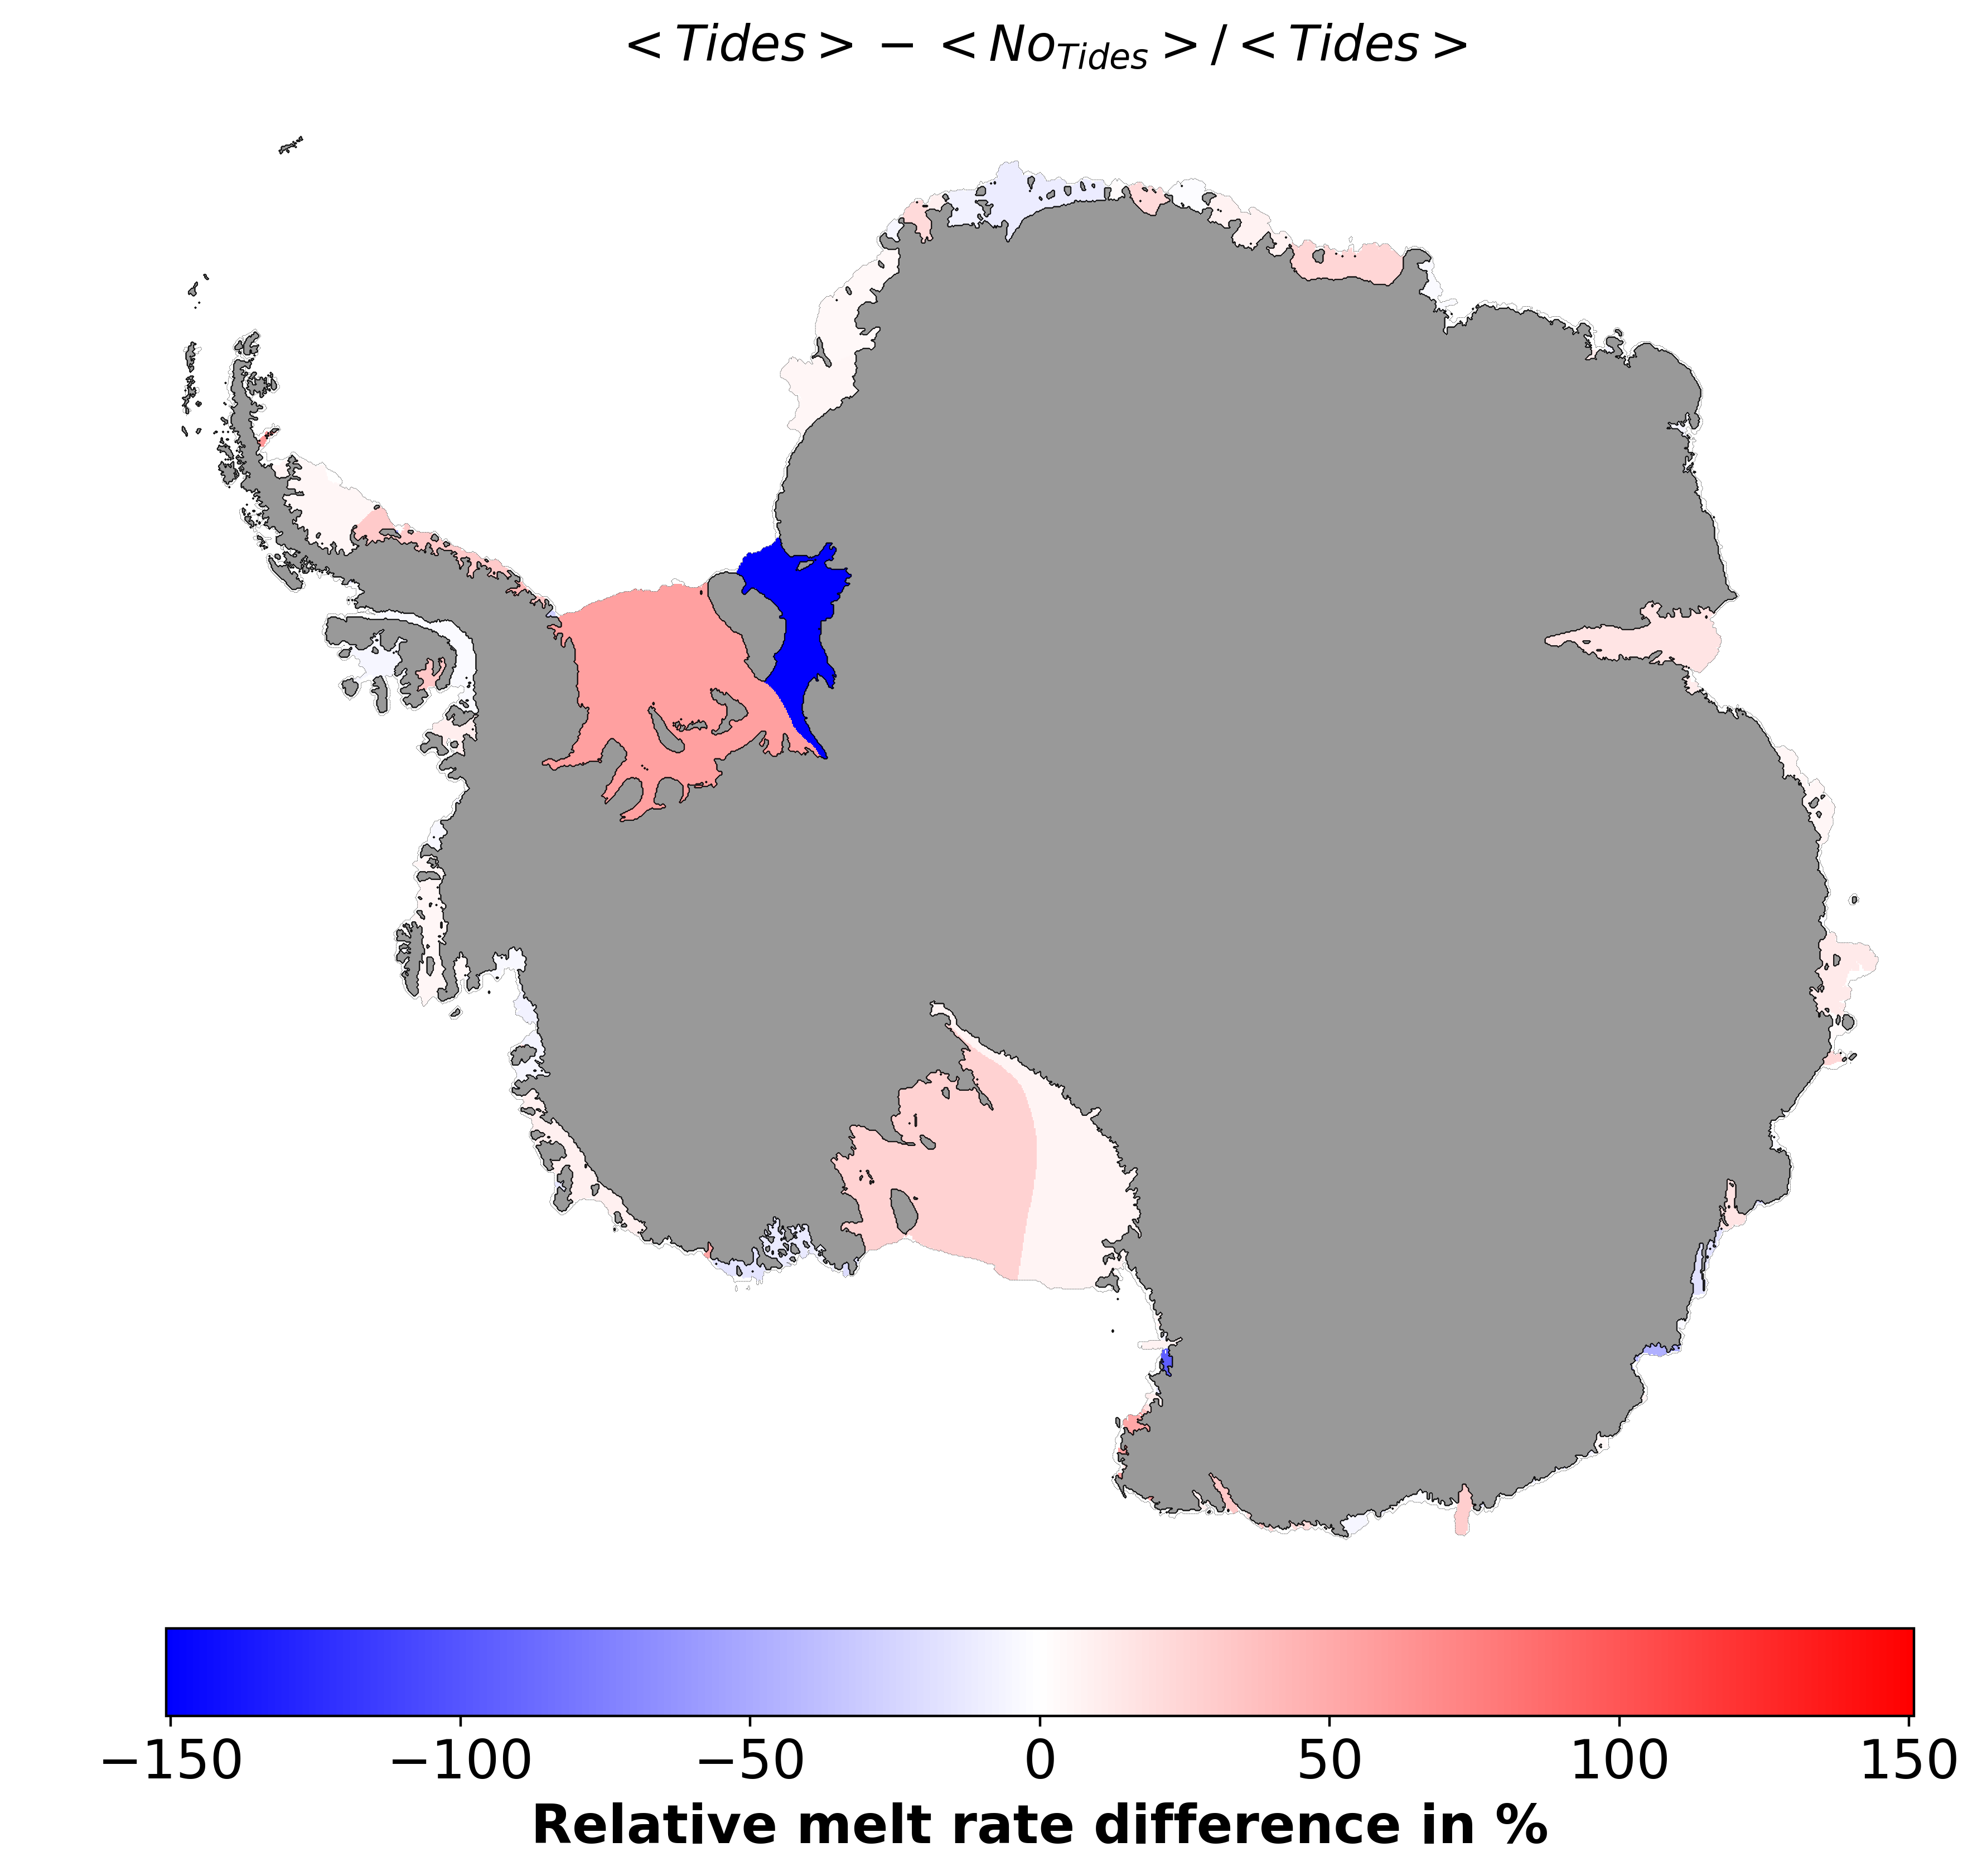 < Tides > − < No_Tides > / < Tides >
−150 −100 −50 0 50 100 150
Relative melt rate difference in %